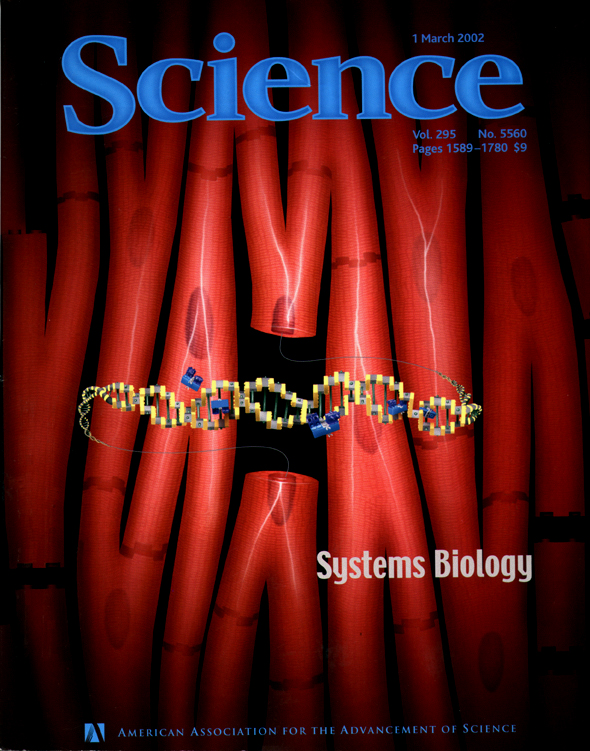 1 March 2002
Science
Vol. 295 No. 5560
Pages 1589–1780 $9
Systems Biology
AMERICAN ASSOCIATION FOR THE ADVANCEMENT OF SCIENCE